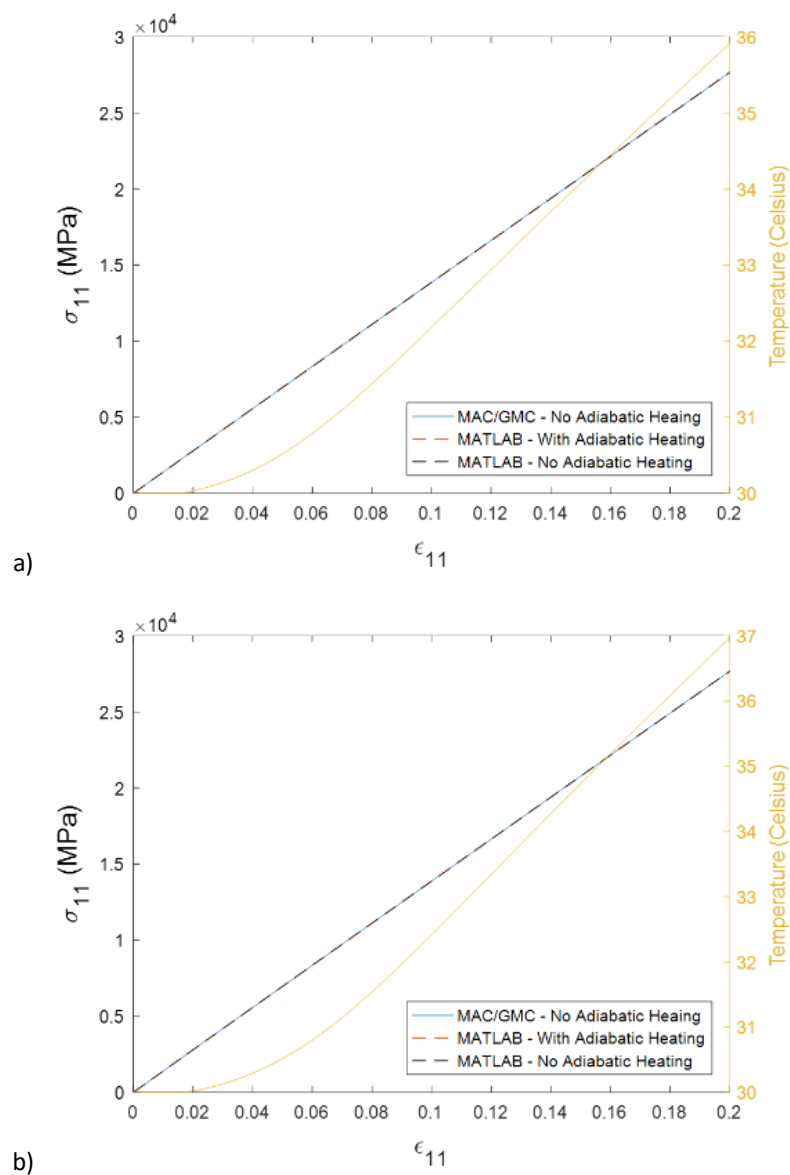 ×10⁴
3
2.5
2
1.5
1
0.5
0
σ₁₁ (MPa)
36
35
34
33
32
31
30
Temperature (Celsius)
MAC/GMC - No Adiabatic Heaing
MATLAB - With Adiabatic Heating
MATLAB - No Adiabatic Heating
0 0.02 0.04 0.06 0.08 0.1 0.12 0.14 0.16 0.18 0.2
ϵ₁₁
a)
×10⁴
3
2.5
2
1.5
1
0.5
0
σ₁₁ (MPa)
37
36
35
34
33
32
31
30
Temperature (Celsius)
MAC/GMC - No Adiabatic Heaing
MATLAB - With Adiabatic Heating
MATLAB - No Adiabatic Heating
0 0.02 0.04 0.06 0.08 0.1 0.12 0.14 0.16 0.18 0.2
ϵ₁₁
b)